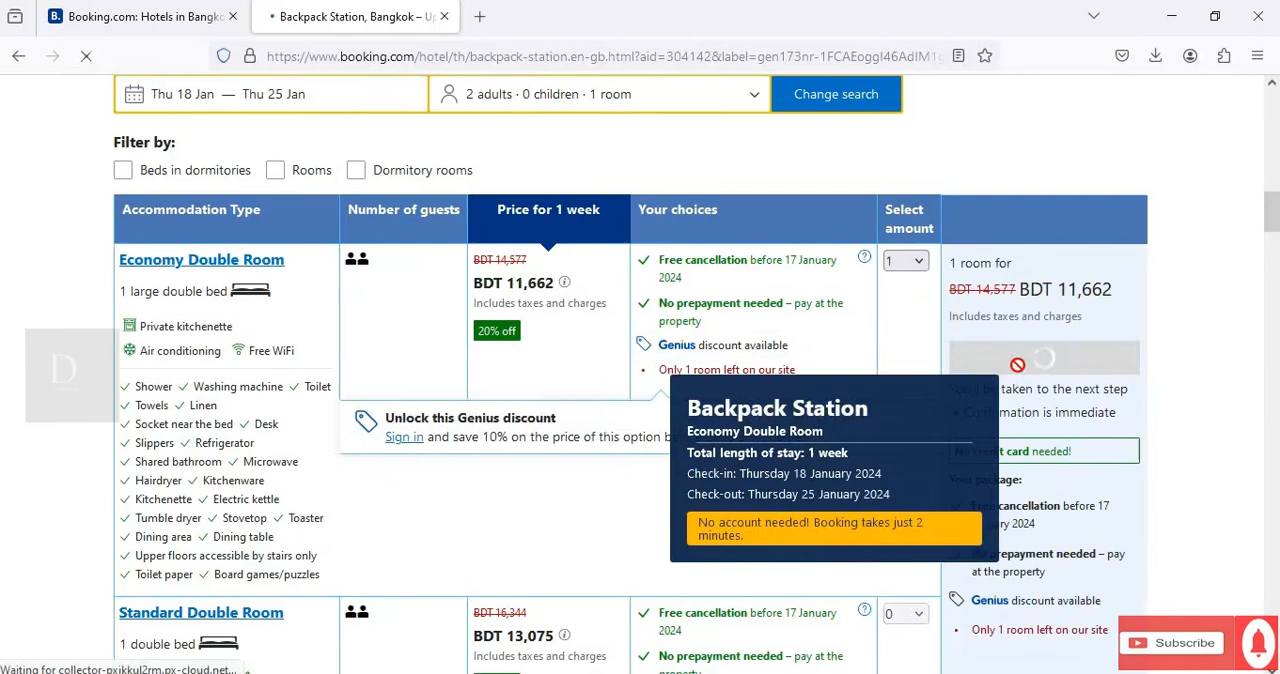 Booking.com: Hotels in Bangko
Backpack Station, Bangkok – Up
https://www.booking.com/hotel/th/backpack-station.en-gb.html?aid=304142&label=gen173nr-1FCAEoggI46AdIM1
Thu 18 Jan — Thu 25 Jan
2 adults · 0 children · 1 room
Change search
Filter by:
Beds in dormitories
Rooms
Dormitory rooms
Accommodation Type
Number of guests
Price for 1 week
Your choices
Select
amount
Economy Double Room
1 large double bed
Private kitchenette
Air conditioning
Free WiFi
Shower
Washing machine
Toilet
Towels
Linen
Socket near the bed
Desk
Slippers
Refrigerator
Shared bathroom
Microwave
Hairdryer
Kitchenware
Kitchenette
Electric kettle
Tumble dryer
Stovetop
Toaster
Dining area
Dining table
Upper floors accessible by stairs only
Toilet paper
Board games/puzzles
BDT 14,577
BDT 11,662
Includes taxes and charges
20% off
Free cancellation before 17 January
2024
No prepayment needed – pay at the
property
Genius discount available
• Only 1 room left on our site
1
1 room for
BDT 14,577 BDT 11,662
Includes taxes and charges
You'll be taken to the next step
• Confirmation is immediate
No credit card needed!
Your package:
Free cancellation before 17
January 2024
No prepayment needed – pay
at the property
Genius discount available
• Only 1 room left on our site
Unlock this Genius discount
Sign in and save 10% on the price of this option
Backpack Station
Economy Double Room
Total length of stay: 1 week
Check-in: Thursday 18 January 2024
Check-out: Thursday 25 January 2024
No account needed! Booking takes just 2
minutes.
Standard Double Room
1 double bed
BDT 16,344
BDT 13,075
Includes taxes and charges
Free cancellation before 17 January
2024
No prepayment needed – pay at the
property
0
D
Subscribe
Waiting for collector-pxikkul2rm.px-cloud.net...